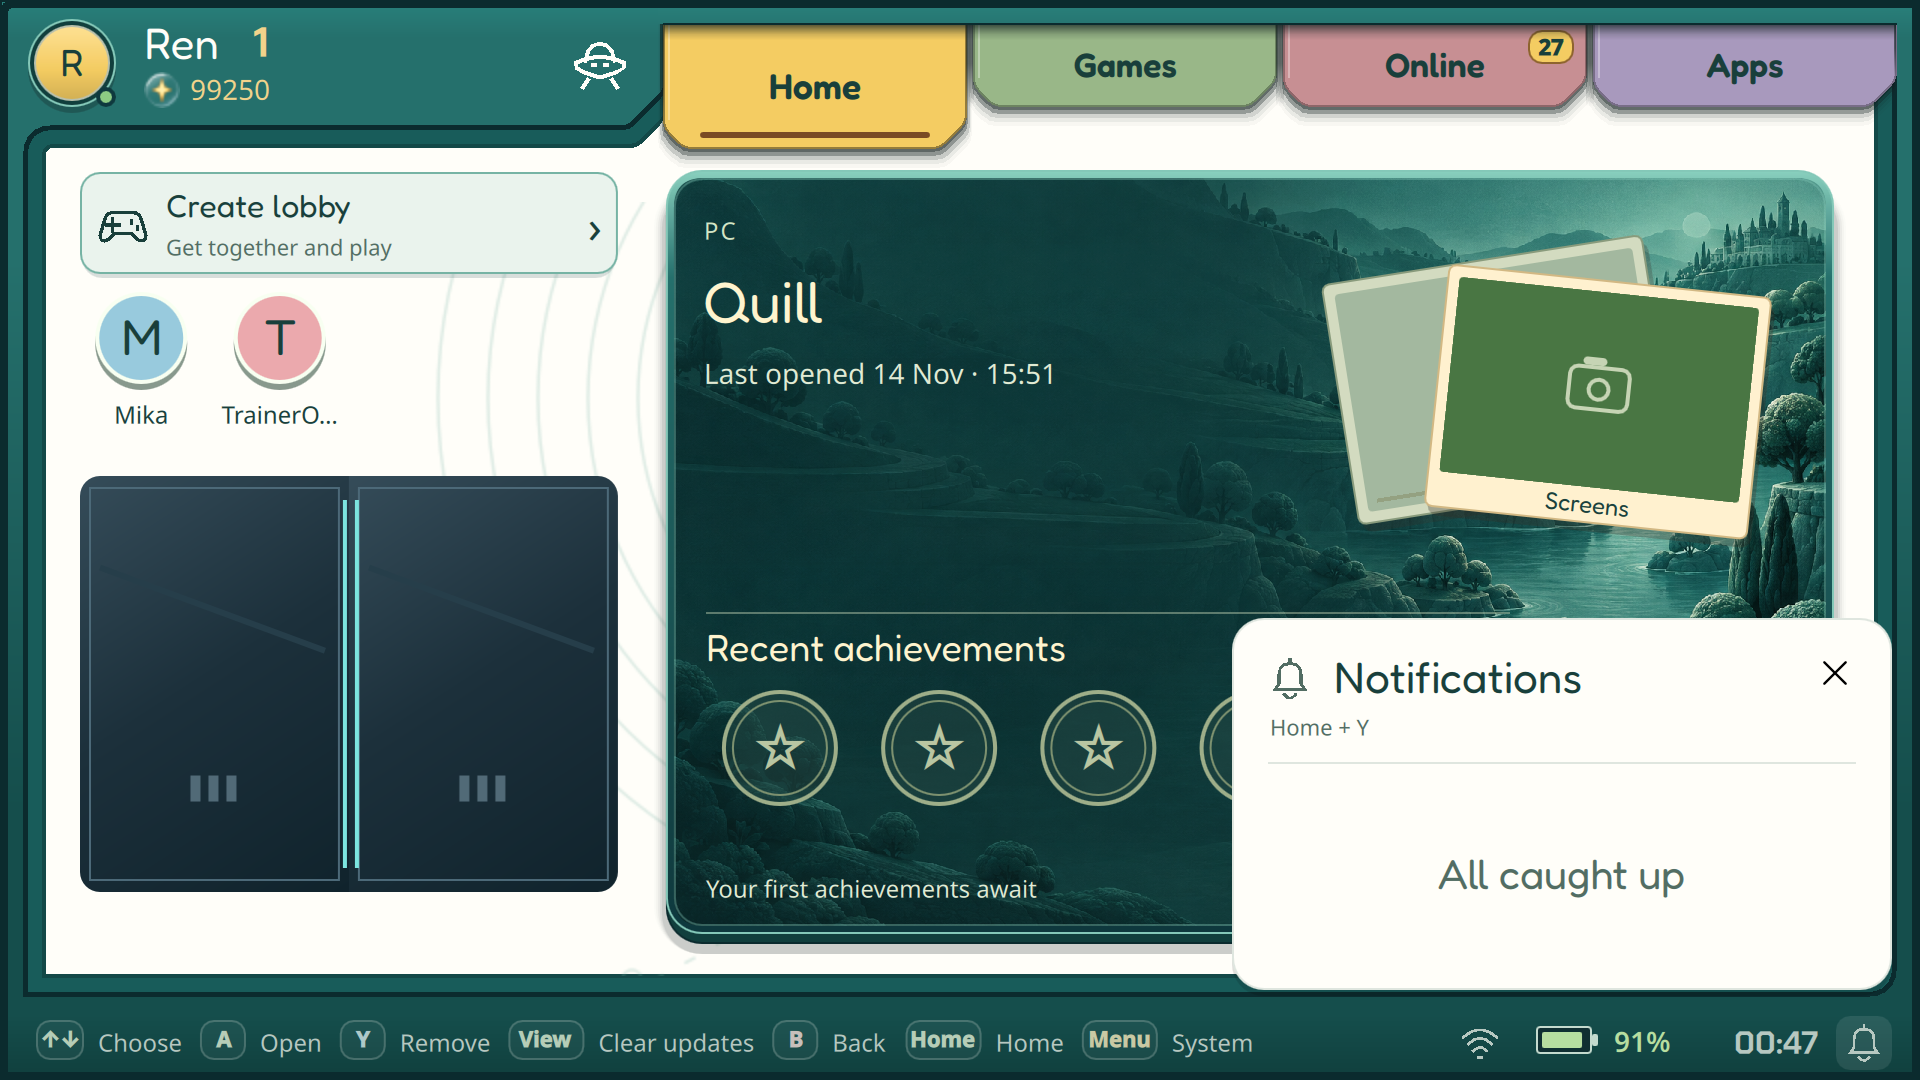 R
Ren 1
99250
Home
Games
Online
27
Apps
Create lobby
Get together and play
M
T
Mika
TrainerO...
PC
Quill
Last opened 14 Nov · 15:51
Screens
Recent achievements
Your first achievements await
Notifications
Home + Y
All caught up
Choose
A Open
Y Remove
View Clear updates
B Back
Home Home
Menu System
91%
00:47